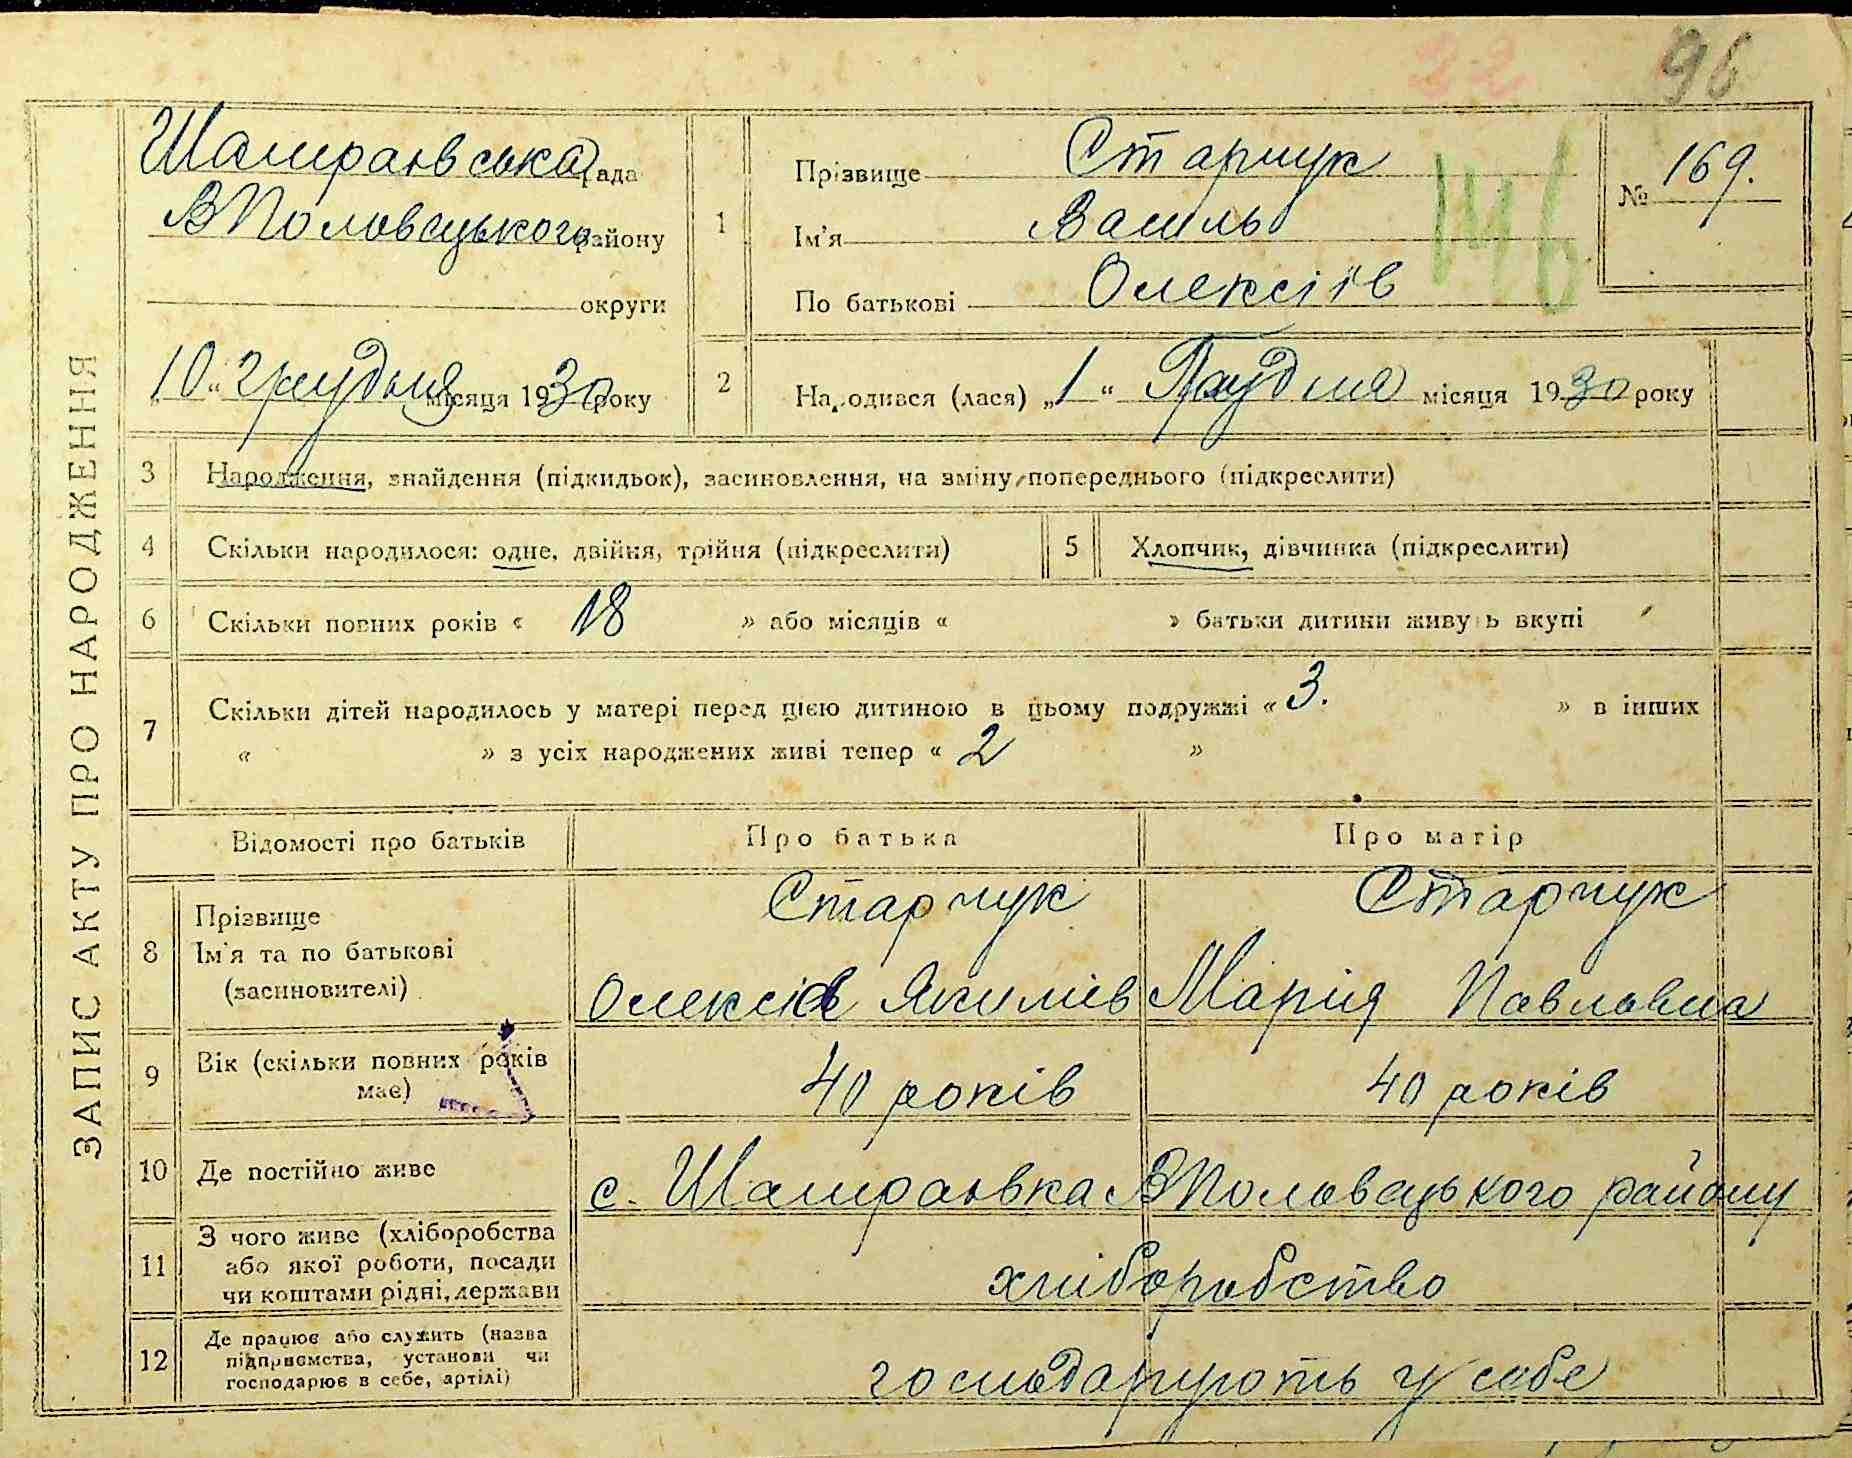 22
96
ЗАПИС АКТУ ПРО НАРОДЖЕННЯ
Шамраївська рада
ВПоловецького району
округи
„10“ грудня місяця 1930 року
1
Прізвище Старчук
Ім'я Василь
По батькові Олексіїв
146
№ 169.
2
Народився (лася) „1“ Грудня місяця 1930 року
3 Народження, знайдення (підкидьок), засиновлення, на зміну попереднього (підкреслити)
4 Скільки народилося: одне, двійня, трійня (підкреслити)
5 Хлопчик, дівчинка (підкреслити)
6 Скільки повних років « 18 » або місяців « » батьки дитини живуть вкупі
7 Скільки дітей народилось у матері перед цією дитиною в цьому подружжі « 3. » в інших
« » з усіх народжених живі тепер « 2 »
Відомості про батьків
Про батька
Про матір
8
Прізвище
Ім'я та по батькові
(засиновителі)
Старчук
Олексій Якимів
Старчук
Марія Павловна
9
Вік (скільки повних років
має)
40 років
40 років
10 Де постійно живе
с. Шамраївка ВПоловецького району
11
З чого живе (хліборобства
або якої роботи, посади
чи коштами рідні, держави
хліборобство
12
Де працює або служить (назва
підприємства, установи чи
господарює в себе, артілі)
господарують у себе